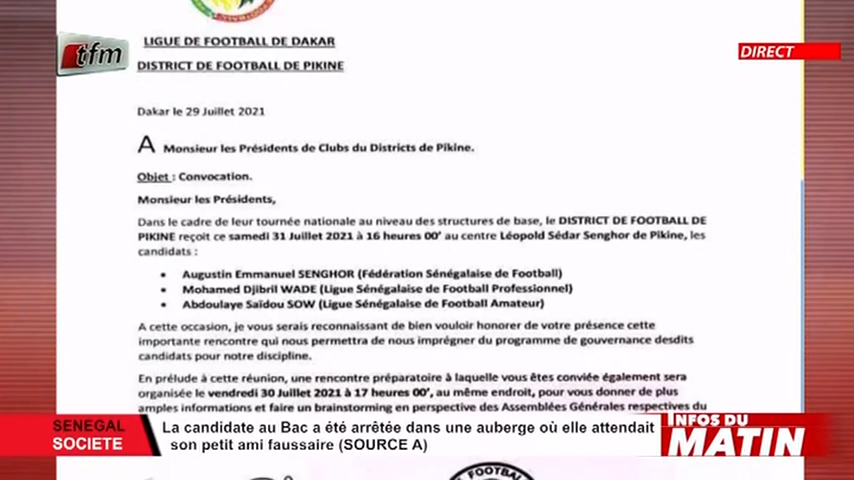 tfm
DIRECT
LIGUE DE FOOTBALL DE DAKAR
DISTRICT DE FOOTBALL DE PIKINE
Dakar le 29 Juillet 2021
A Monsieur les Présidents de Clubs du Districts de Pikine.
Objet : Convocation.
Monsieur les Présidents,
Dans le cadre de leur tournée nationale au niveau des structures de base, le DISTRICT DE FOOTBALL DE
PIKINE reçoit ce samedi 31 Juillet 2021 à 16 heures 00' au centre Léopold Sédar Senghor de Pikine, les
candidats :
• Augustin Emmanuel SENGHOR (Fédération Sénégalaise de Football)
• Mohamed Djibril WADE (Ligue Sénégalaise de Football Professionnel)
• Abdoulaye Saïdou SOW (Ligue Sénégalaise de Football Amateur)
A cette occasion, je vous serais reconnaissant de bien vouloir honorer de votre présence cette
importante rencontre qui nous permettra de nous imprégner du programme de gouvernance desdits
candidats pour notre discipline.
En prélude à cette réunion, une rencontre préparatoire à laquelle vous êtes conviée également sera
organisée le vendredi 30 Juillet 2021 à 17 heures 00', au même endroit, pour vous donner de plus
amples informations et faire un brainstorming en perspective des Assemblées Générales respectives du
SENEGAL
SOCIETE
La candidate au Bac a été arrêtée dans une auberge où elle attendait
son petit ami faussaire (SOURCE A)
INFOS DU
MATIN
FOOTBALL